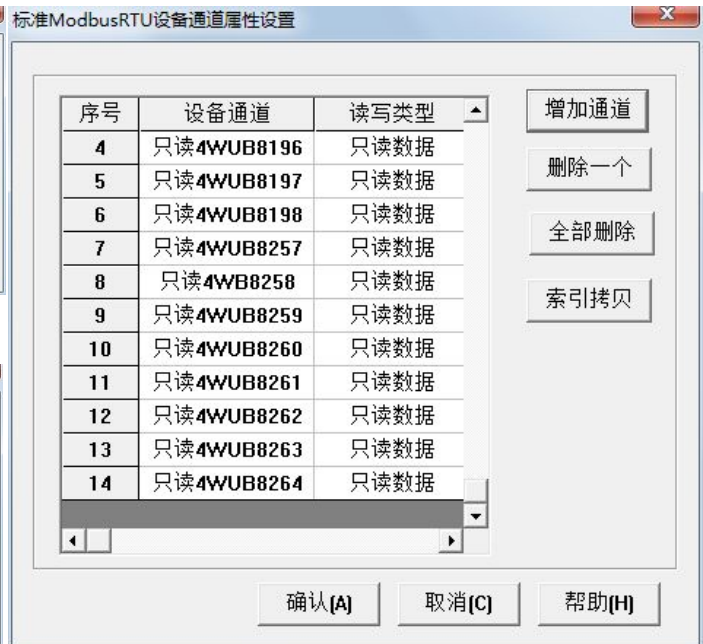 标准ModbusRTU设备通道属性设置
序号 设备通道 读写类型
4 只读4WUB8196 只读数据
5 只读4WUB8197 只读数据
6 只读4WUB8198 只读数据
7 只读4WUB8257 只读数据
8 只读4WB8258 只读数据
9 只读4WUB8259 只读数据
10 只读4WUB8260 只读数据
11 只读4WUB8261 只读数据
12 只读4WUB8262 只读数据
13 只读4WUB8263 只读数据
14 只读4WUB8264 只读数据
增加通道
删除一个
全部删除
索引拷贝
确认(A) 取消(C) 帮助(H)